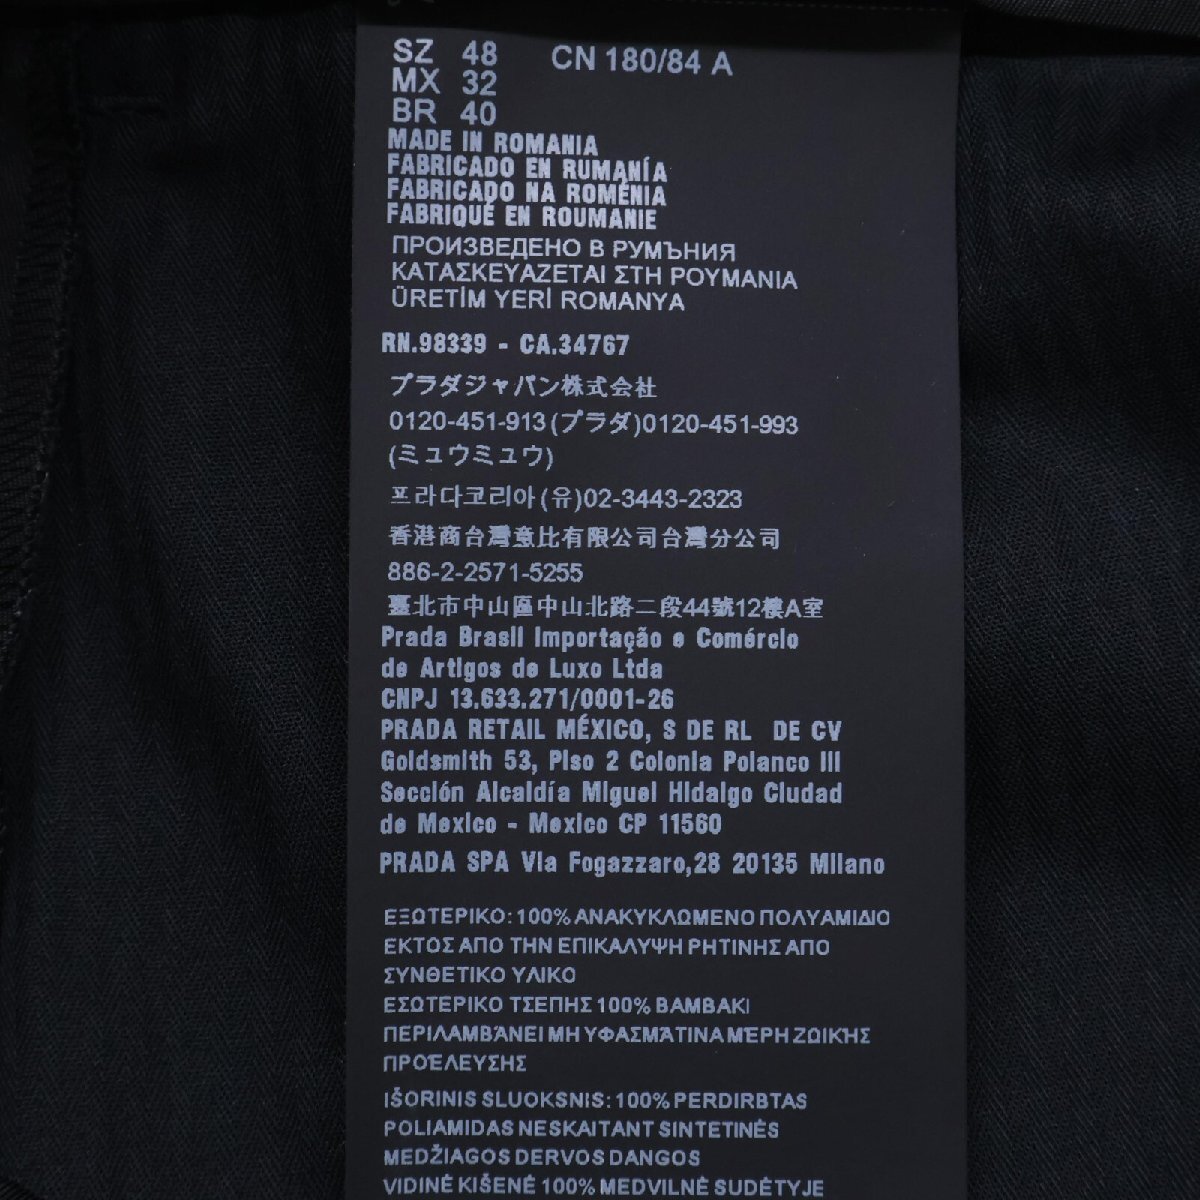 SZ 48 CN 180/84 A
MX 32
BR 40
MADE IN ROMANIA
FABRICADO EN RUMANÍA
FABRICADO NA ROMÉNIA
FABRIQUÉ EN ROUMANIE
ПРОИЗВЕДЕНО В РУМЪНИЯ
ΚΑΤΑΣΚΕΥΑΖΕΤΑΙ ΣΤΗ ΡΟΥΜΑΝΙΑ
ÜRETİM YERİ ROMANYA
RN.98339 - CA.34767
プラダジャパン株式会社
0120-451-913(プラダ)0120-451-993
(ミュウミュウ)
프라다코리아(유)02-3443-2323
香港商台灣意比有限公司台灣分公司
886-2-2571-5255
臺北市中山區中山北路二段44號12樓A室
Prada Brasil Importação e Comércio
de Artigos de Luxo Ltda
CNPJ 13.633.271/0001-26
PRADA RETAIL MÉXICO, S DE RL DE CV
Goldsmith 53, Piso 2 Colonia Polanco III
Sección Alcaldía Miguel Hidalgo Ciudad
de Mexico - Mexico CP 11560
PRADA SPA Via Fogazzaro,28 20135 Milano
ΕΞΩΤΕΡΙΚΟ: 100% ΑΝΑΚΥΚΛΩΜΕΝΟ ΠΟΛΥΑΜΙΔΙΟ
ΕΚΤΟΣ ΑΠΟ ΤΗΝ ΕΠΙΚΑΛΥΨΗ ΡΗΤΙΝΗΣ ΑΠΟ
ΣΥΝΘΕΤΙΚΟ ΥΛΙΚΟ
ΕΣΩΤΕΡΙΚΟ ΤΣΕΠΗΣ 100% ΒΑΜΒΑΚΙ
ΠΕΡΙΛΑΜΒΆΝΕΙ ΜΗ ΥΦΑΣΜΆΤΙΝΑ ΜΈΡΗ ΖΩΙΚΉΣ
ΠΡΟΈΛΕΥΣΗΣ
IŠORINIS SLUOKSNIS: 100% PERDIRBTAS
POLIAMIDAS NESKAITANT SINTETINĖS
MEDŽIAGOS DERVOS DANGOS
VIDINĖ KIŠENĖ 100% MEDVILNĖ SUDĖTYJE